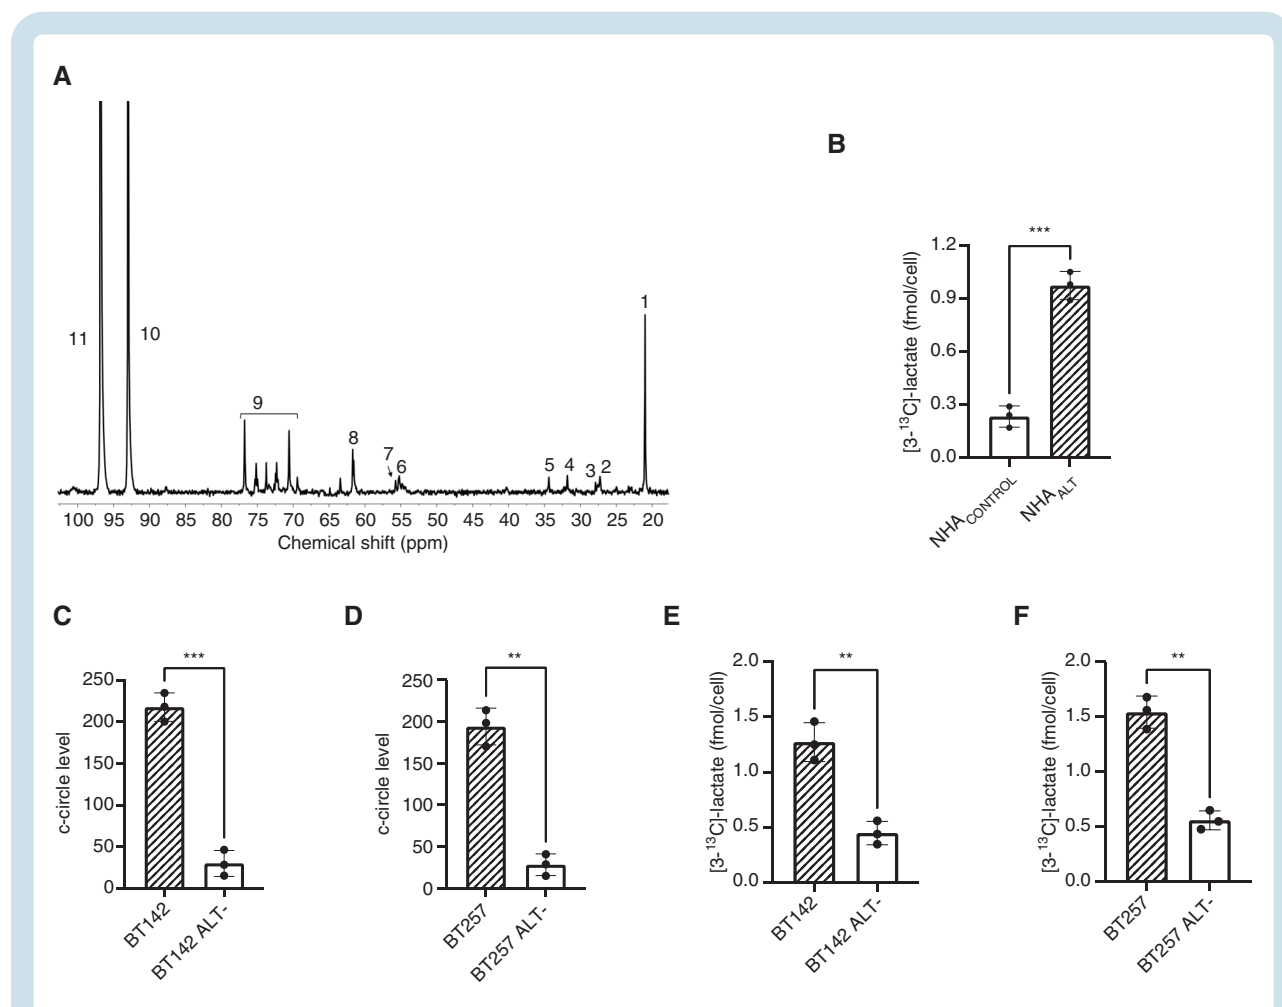 A
11
10
9
8
7
6
5
4
3
2
1
100 95 90 85 80 75 70 65 60 55 50 45 40 35 30 25 20
Chemical shift (ppm)
B
[3-¹³C]-lactate (fmol/cell)
1.2
0.9
0.6
0.3
0.0
***
NHA_CONTROL
NHA_ALT
C
c-circle level
250
200
150
100
50
0
***
BT142
BT142 ALT-
D
c-circle level
250
200
150
100
50
0
**
BT257
BT257 ALT-
E
[3-¹³C]-lactate (fmol/cell)
2.0
1.5
1.0
0.5
0.0
**
BT142
BT142 ALT-
F
[3-¹³C]-lactate (fmol/cell)
2.0
1.5
1.0
0.5
0.0
**
BT257
BT257 ALT-